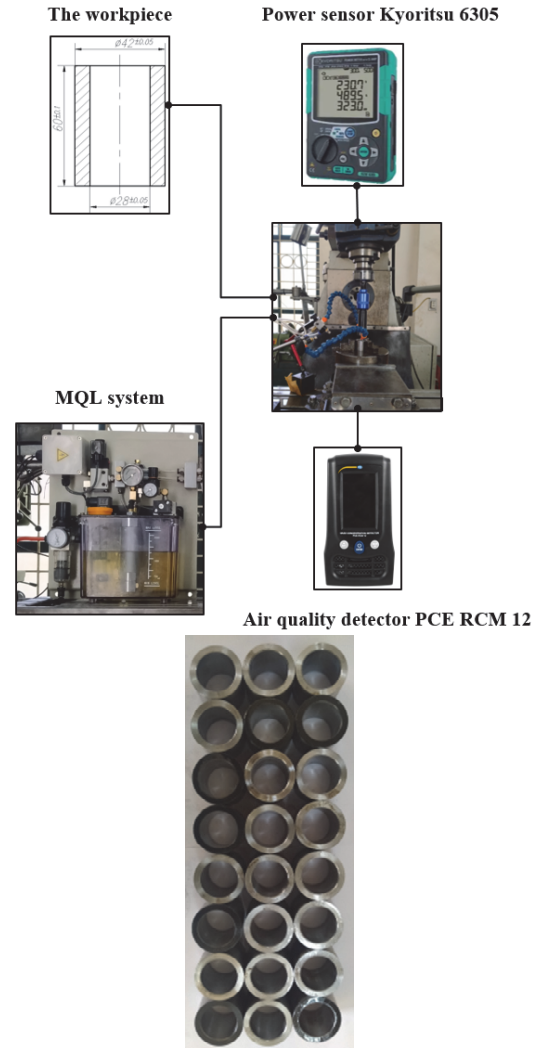 The workpiece
Power sensor Kyoritsu 6305
Ø42±0.05
60±0.1
Ø28±0.05
230.7
489.5
323.0
MQL system
Air quality detector PCE RCM 12